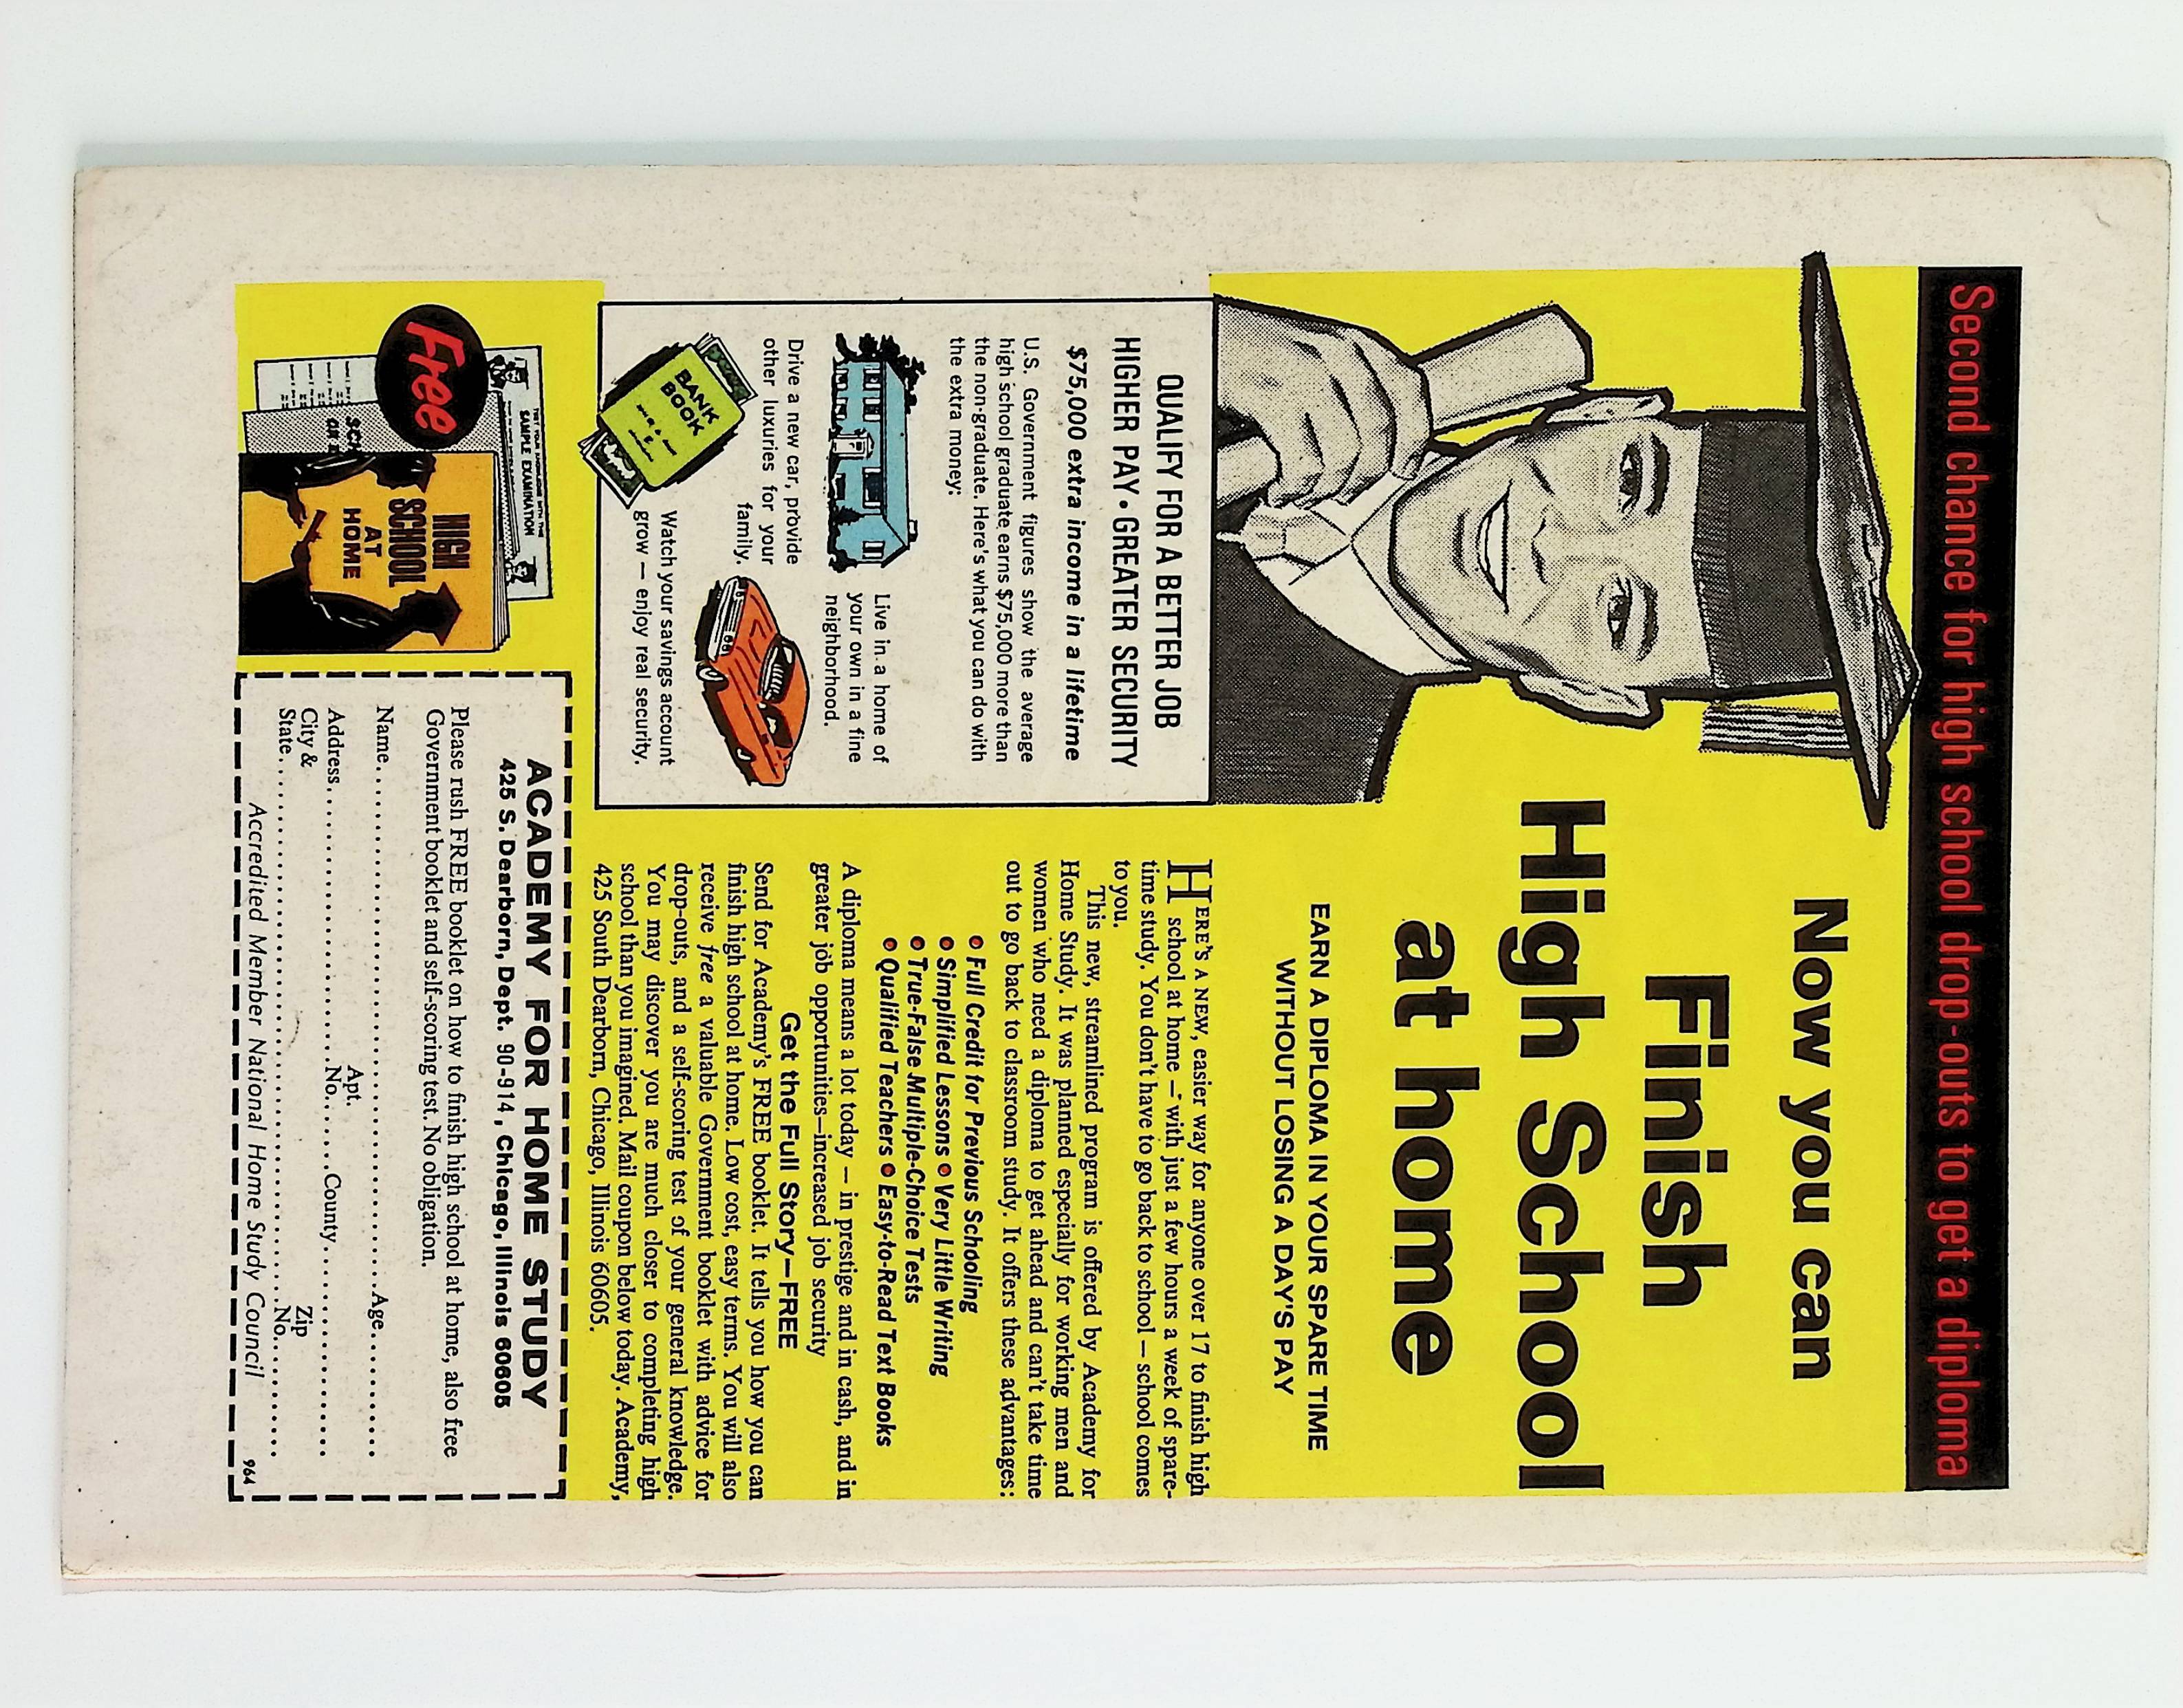 Second chance for high school drop-outs to get a diploma
Now you can
Finish
High School
at home
EARN A DIPLOMA IN YOUR SPARE TIME
WITHOUT LOSING A DAY'S PAY
HERE'S A NEW, easier way for anyone over 17 to finish high
school at home — with just a few hours a week of spare-
time study. You don't have to go back to school — school comes
to you.
This new, streamlined program is offered by Academy for
Home Study. It was planned especially for working men and
women who need a diploma to get ahead and can't take time
out to go back to classroom study. It offers these advantages:
• Full Credit for Previous Schooling
• Simplified Lessons • Very Little Writing
• True-False Multiple-Choice Tests
• Qualified Teachers • Easy-to-Read Text Books
A diploma means a lot today — in prestige and in cash, and in
greater job opportunities—increased job security
Get the Full Story—FREE
Send for Academy's FREE booklet. It tells you how you can
finish high school at home. Low cost, easy terms. You will also
receive free a valuable Government booklet with advice for
drop-outs, and a self-scoring test of your general knowledge.
You may discover you are much closer to completing high
school than you imagined. Mail coupon below today. Academy,
425 South Dearborn, Chicago, Illinois 60605.
QUALIFY FOR A BETTER JOB
HIGHER PAY • GREATER SECURITY
$75,000 extra income in a lifetime
U.S. Government figures show the average
high school graduate earns $75,000 more than
the non-graduate. Here's what you can do with
the extra money:
Live in a home of
your own in a fine
neighborhood.
Drive a new car, provide
other luxuries for your
family.
BANK
BOOK
Watch your savings account
grow — enjoy real security.
Free
SAMPLE EXAMINATION
HIGH
SCHOOL
AT
HOME
ACADEMY FOR HOME STUDY
425 S. Dearborn, Dept. 90-914, Chicago, Illinois 60605
Please rush FREE booklet on how to finish high school at home, also free
Government booklet and self-scoring test. No obligation.
Name.......... Age..........
Address.......... Apt. No....... County..........
City &
State.......... Zip No..........
Accredited Member National Home Study Council
964